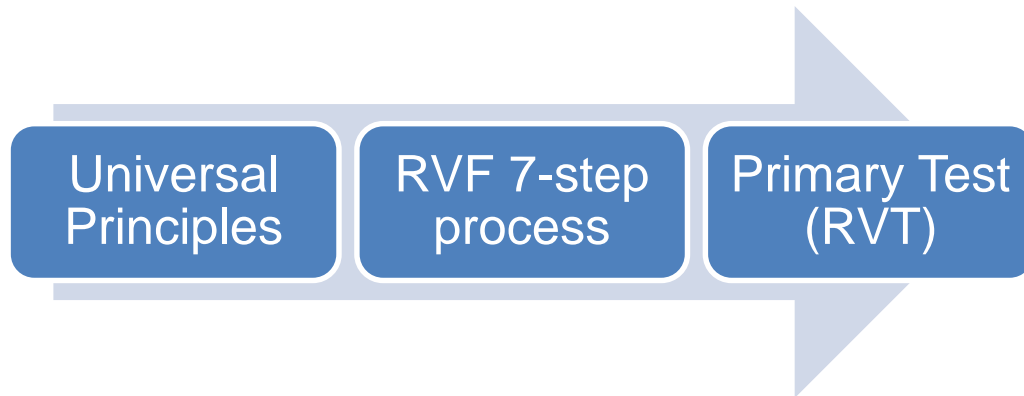 Universal
Principles
RVF 7-step
process
Primary Test
(RVT)